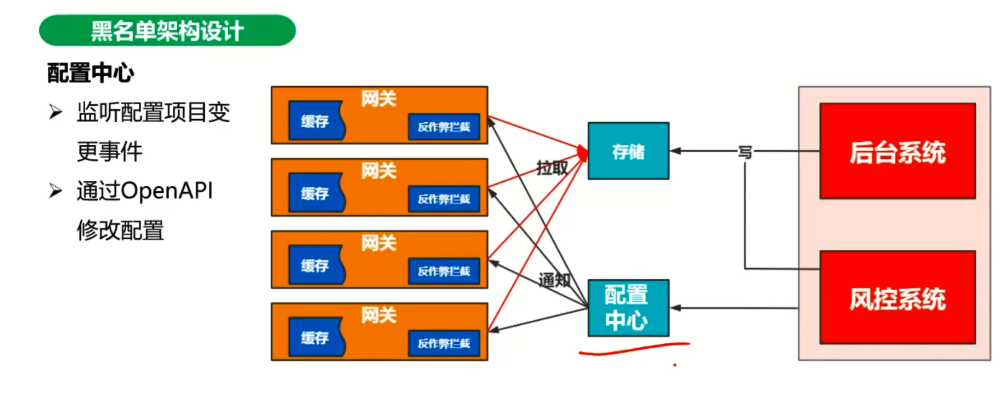 黑名单架构设计
配置中心
监听配置项目变
更事件
通过OpenAPI
修改配置
网关
缓存
反作弊拦截
网关
缓存
反作弊拦截
网关
缓存
反作弊拦截
网关
缓存
反作弊拦截
拉取
通知
存储
配置
中心
写
后台系统
风控系统